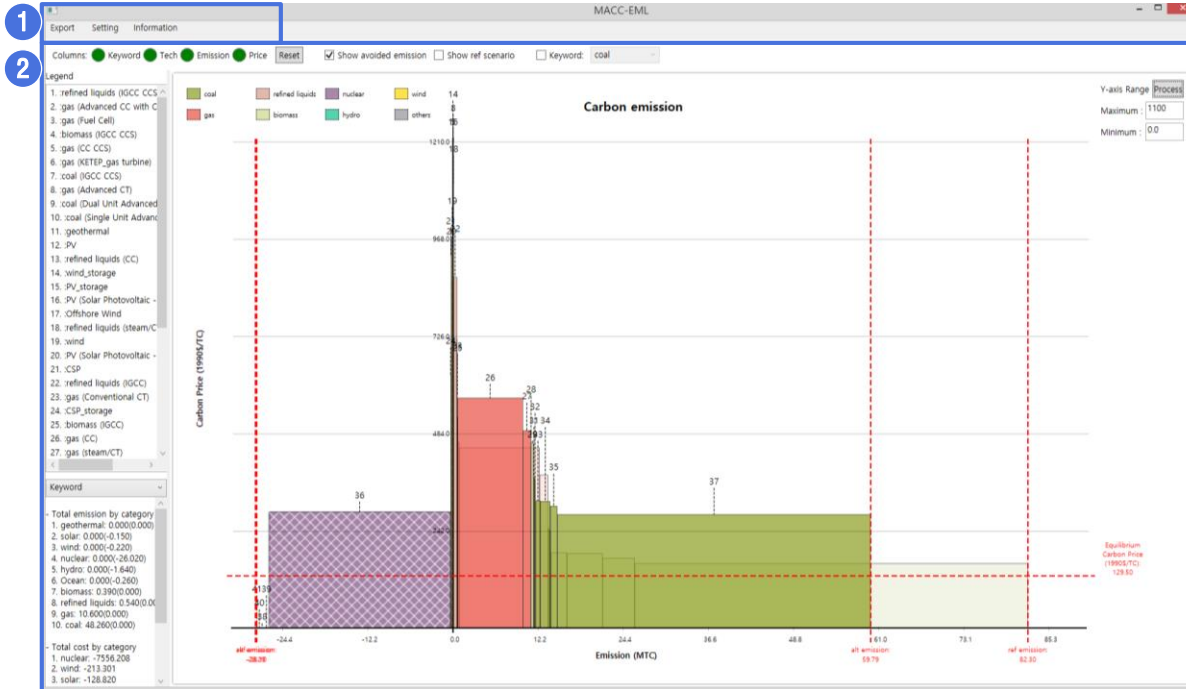 1
MACC-EML
Export Setting Information
2
Columns: Keyword Tech Emission Price Reset Show avoided emission Show ref scenario Keyword: coal
Legend
1. :refined liquids (IGCC CCS
2. :gas (Advanced CC with C
3. :gas (Fuel Cell)
4. :biomass (IGCC CCS)
5. :gas (CC CCS)
6. :gas (KETEP_gas turbine)
7. :coal (IGCC CCS)
8. :gas (Advanced CT)
9. :coal (Dual Unit Advanced
10. :coal (Single Unit Advanc
11. :geothermal
12. :PV
13. :refined liquids (CC)
14. :wind_storage
15. :PV_storage
16. :PV (Solar Photovoltaic -
17. :Offshore Wind
18. :refined liquids (steam/C
19. :wind
20. :PV (Solar Photovoltaic -
21. :CSP
22. :refined liquids (IGCC)
23. :gas (Conventional CT)
24. :CSP_storage
25. :biomass (IGCC)
26. :gas (CC)
27. :gas (steam/CT)
Keyword
- Total emission by category
1. geothermal: 0.000(0.000)
2. solar: 0.000(-0.150)
3. wind: 0.000(-0.220)
4. nuclear: 0.000(-26.020)
5. hydro: 0.000(-1.640)
6. Ocean: 0.000(-0.260)
7. biomass: 0.390(0.000)
8. refined liquids: 0.540(0.00
9. gas: 10.600(0.000)
10. coal: 48.260(0.000)
- Total cost by category
1. nuclear: -7556.208
2. wind: -213.301
3. solar: -128.820
coal refined liquids nuclear wind
gas biomass hydro others
Carbon emission
Y-axis Range Process
Maximum : 1100
Minimum : 0.0
Carbon Price (1990$/TC)
1210.0
968.0
726.0
484.0
242.0
14
8
18
19
26
28
27
32
34
35
36
37
Equilibrium
Carbon Price
(1990$/TC)
-24.4 -12.2 0.0 12.2 24.4 36.6 48.8 61.0 73.1 85.3
Emission (MTC)
alt emission
59.79
ref emission
82.30